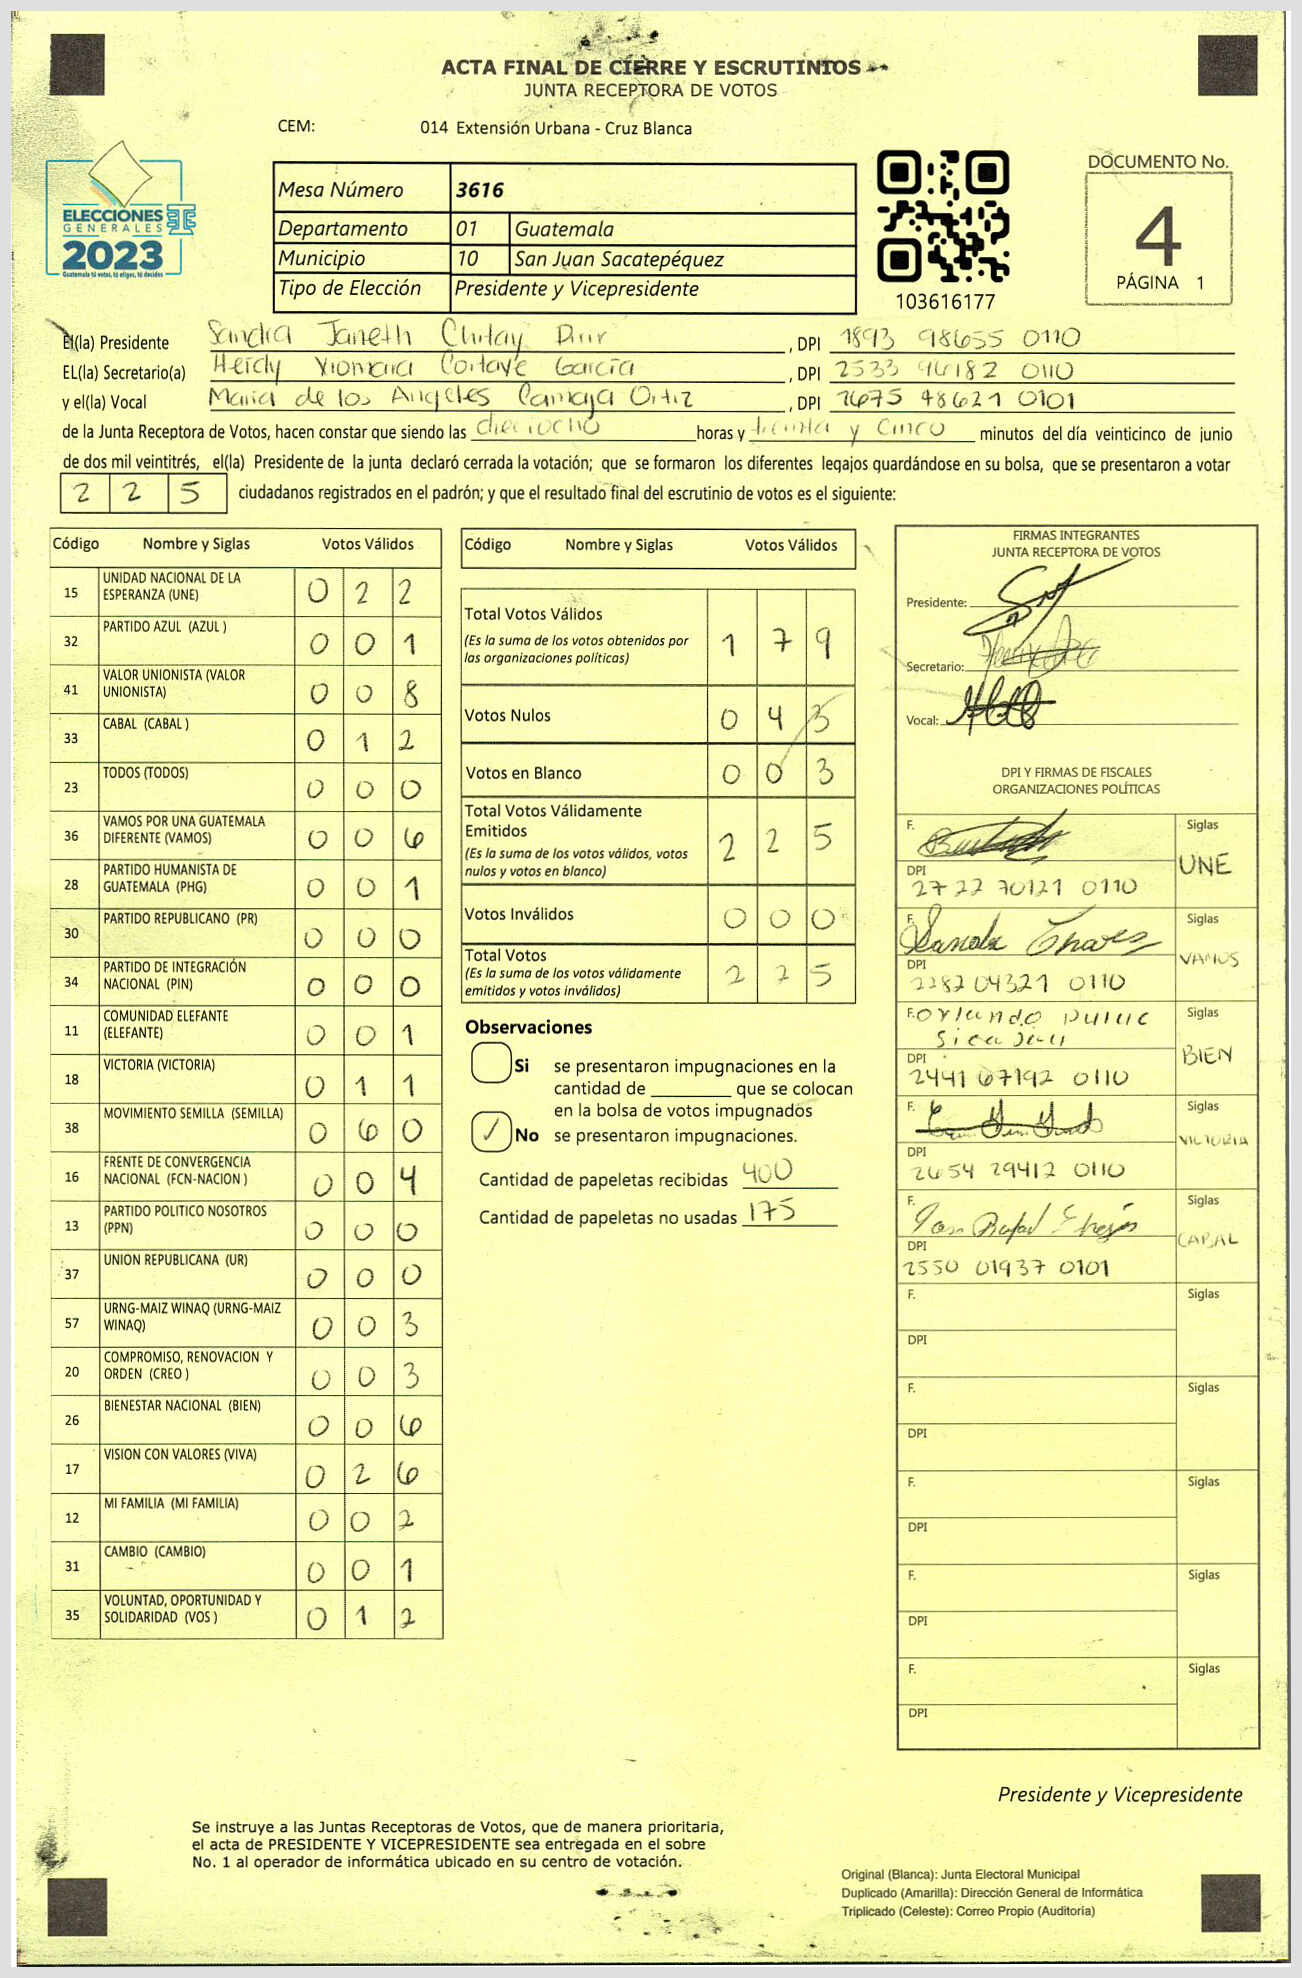 ACTA FINAL DE CIERRE Y ESCRUTINIOS
JUNTA RECEPTORA DE VOTOS
CEM: 014 Extensión Urbana - Cruz Blanca
ELECCIONES
GENERALES
2023
Guatemala tú votas, tú eliges, tú decides
Mesa Número 3616
Departamento 01 Guatemala
Municipio 10 San Juan Sacatepéquez
Tipo de Elección Presidente y Vicepresidente
103616177
DOCUMENTO No.
4
PÁGINA 1
El(la) Presidente Sandra Janeth Chitay , DPI 1893 98655 0110
EL(la) Secretario(a) Heidy Xiomara García , DPI 2533 0110
y el(la) Vocal Maria de los Angeles Camaja Ortiz , DPI 48621 0101
de la Junta Receptora de Votos, hacen constar que siendo las dieciocho horas y treinta y cinco minutos del día veinticinco de junio
de dos mil veintitrés, el(la) Presidente de la junta declaró cerrada la votación; que se formaron los diferentes legajos guardándose en su bolsa, que se presentaron a votar
2 2 5 ciudadanos registrados en el padrón; y que el resultado final del escrutinio de votos es el siguiente:
Código Nombre y Siglas Votos Válidos
15 UNIDAD NACIONAL DE LA ESPERANZA (UNE) 0 2 2
32 PARTIDO AZUL (AZUL ) 0 0 1
41 VALOR UNIONISTA (VALOR UNIONISTA) 0 0 8
33 CABAL (CABAL ) 0 1 2
23 TODOS (TODOS) 0 0 0
36 VAMOS POR UNA GUATEMALA DIFERENTE (VAMOS) 0 0 6
28 PARTIDO HUMANISTA DE GUATEMALA (PHG) 0 0 1
30 PARTIDO REPUBLICANO (PR) 0 0 0
34 PARTIDO DE INTEGRACIÓN NACIONAL (PIN) 0 0 0
11 COMUNIDAD ELEFANTE (ELEFANTE) 0 0 1
18 VICTORIA (VICTORIA) 0 1 1
38 MOVIMIENTO SEMILLA (SEMILLA) 0 6 0
16 FRENTE DE CONVERGENCIA NACIONAL (FCN-NACION ) 0 0 4
13 PARTIDO POLITICO NOSOTROS (PPN) 0 0 0
37 UNION REPUBLICANA (UR) 0 0 0
57 URNG-MAIZ WINAQ (URNG-MAIZ WINAQ) 0 0 3
20 COMPROMISO, RENOVACION Y ORDEN (CREO ) 0 0 3
26 BIENESTAR NACIONAL (BIEN) 0 0 6
17 VISION CON VALORES (VIVA) 0 2 6
12 MI FAMILIA (MI FAMILIA) 0 0 2
31 CAMBIO (CAMBIO) 0 0 1
35 VOLUNTAD, OPORTUNIDAD Y SOLIDARIDAD (VOS ) 0 1 2
Código Nombre y Siglas Votos Válidos
Total Votos Válidos 1 7 9
(Es la suma de los votos obtenidos por
las organizaciones políticas)
Votos Nulos 0 4 3
Votos en Blanco 0 0 3
Total Votos Válidamente
Emitidos 2 2 5
(Es la suma de los votos válidos, votos
nulos y votos en blanco)
Votos Inválidos 0 0 0
Total Votos 2 2 5
(Es la suma de los votos válidamente
emitidos y votos inválidos)
Observaciones
Si se presentaron impugnaciones en la
cantidad de ________ que se colocan
en la bolsa de votos impugnados
✓ No se presentaron impugnaciones.
Cantidad de papeletas recibidas 400
Cantidad de papeletas no usadas 175
FIRMAS INTEGRANTES
JUNTA RECEPTORA DE VOTOS
Presidente:
Secretario:
Vocal:
DPI Y FIRMAS DE FISCALES
ORGANIZACIONES POLÍTICAS
F. Siglas UNE
DPI 2722 70121 0110
F. Sanda Chavez Siglas VAMOS
DPI 2282 04321 0110
F. Orlando Siglas BIEN
DPI 2441 67192 0110
F. Siglas VICTORIA
DPI 2654 29412 0110
F. Siglas CABAL
DPI 2550 01937 0101
F. Siglas
DPI
F. Siglas
DPI
F. Siglas
DPI
F. Siglas
DPI
F. Siglas
DPI
Presidente y Vicepresidente
Se instruye a las Juntas Receptoras de Votos, que de manera prioritaria,
el acta de PRESIDENTE Y VICEPRESIDENTE sea entregada en el sobre
No. 1 al operador de informática ubicado en su centro de votación.
Original (Blanca): Junta Electoral Municipal
Duplicado (Amarilla): Dirección General de Informática
Triplicado (Celeste): Correo Propio (Auditoria)